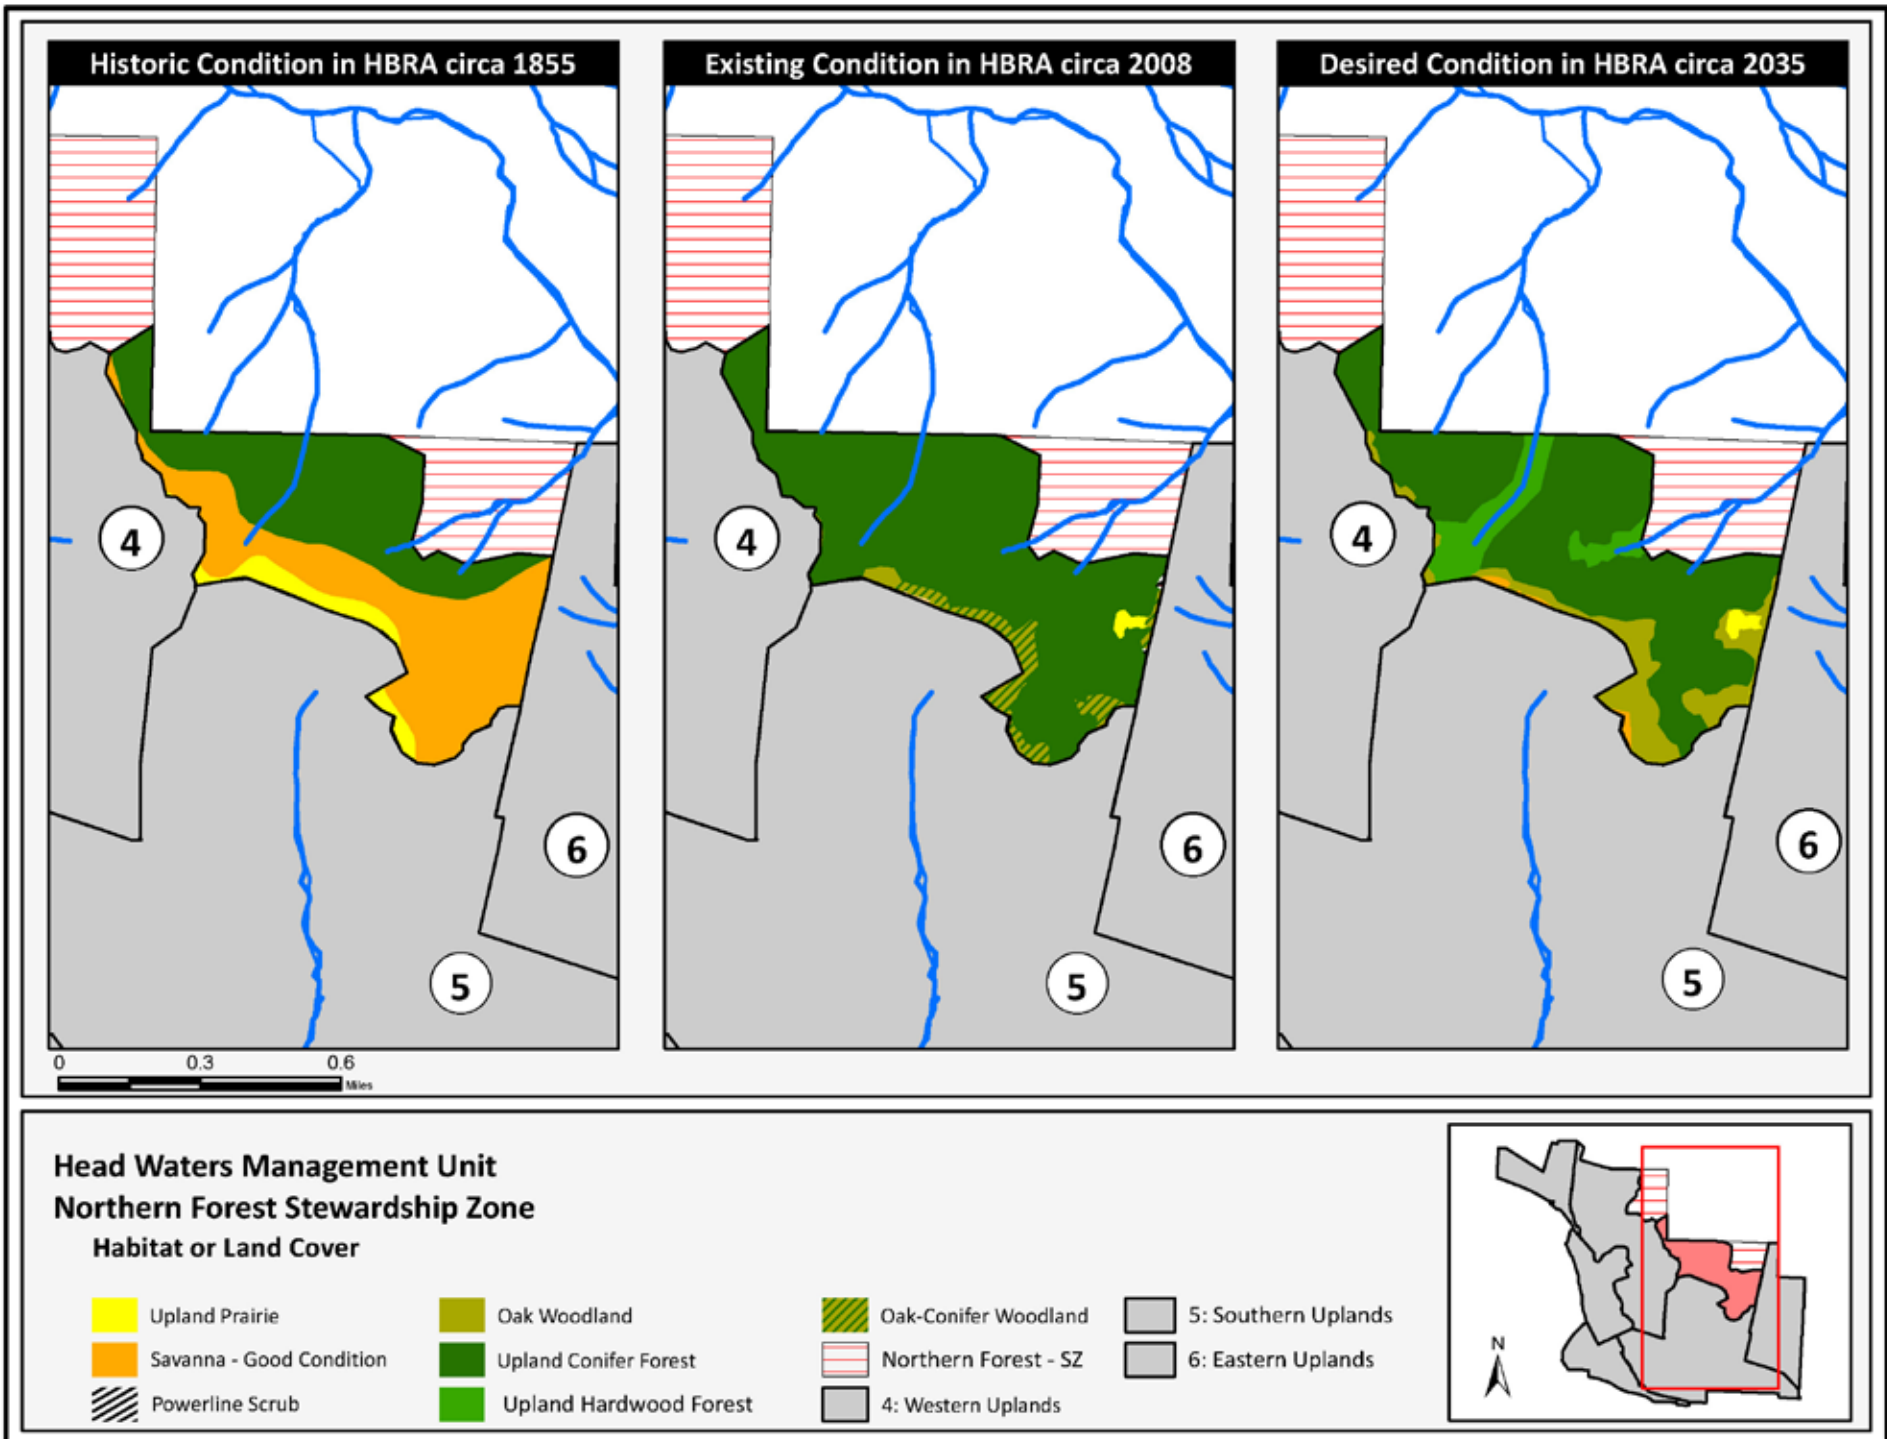 Historic Condition in HBRA circa 1855
Existing Condition in HBRA circa 2008
Desired Condition in HBRA circa 2035
4
6
5
4
6
5
4
6
5
0 0.3 0.6
Miles
Head Waters Management Unit
Northern Forest Stewardship Zone
Habitat or Land Cover
Upland Prairie
Savanna - Good Condition
Powerline Scrub
Oak Woodland
Upland Conifer Forest
Upland Hardwood Forest
Oak-Conifer Woodland
Northern Forest - SZ
4: Western Uplands
5: Southern Uplands
6: Eastern Uplands
N